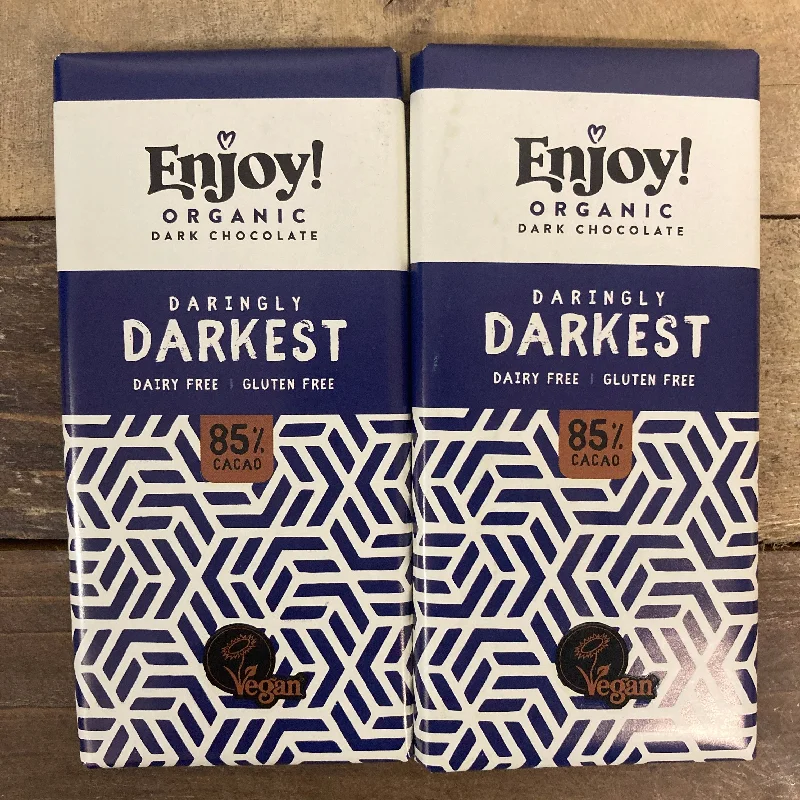 Enjoy!
ORGANIC
DARK CHOCOLATE
DARINGLY
DARKEST
DAIRY FREE | GLUTEN FREE
85%
CACAO
Vegan
Enjoy!
ORGANIC
DARK CHOCOLATE
DARINGLY
DARKEST
DAIRY FREE | GLUTEN FREE
85%
CACAO
Vegan